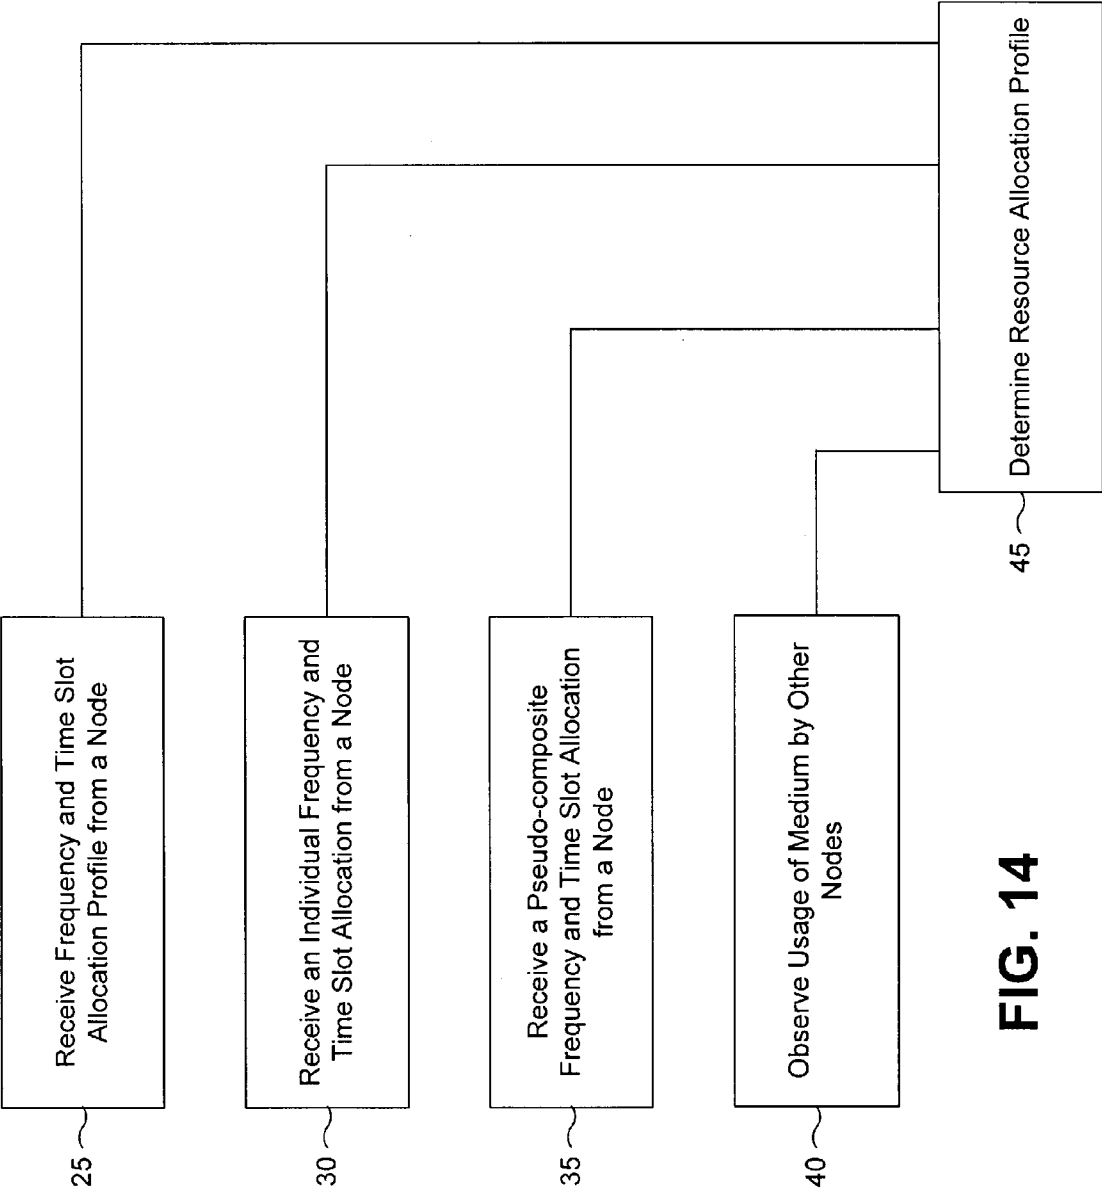 25
Receive Frequency and Time Slot
Allocation Profile from a Node
30
Receive an Individual Frequency and
Time Slot Allocation from a Node
35
Receive a Pseudo-composite
Frequency and Time Slot Allocation
from a Node
40
Observe Usage of Medium by Other
Nodes
45
Determine Resource Allocation Profile
FIG. 14